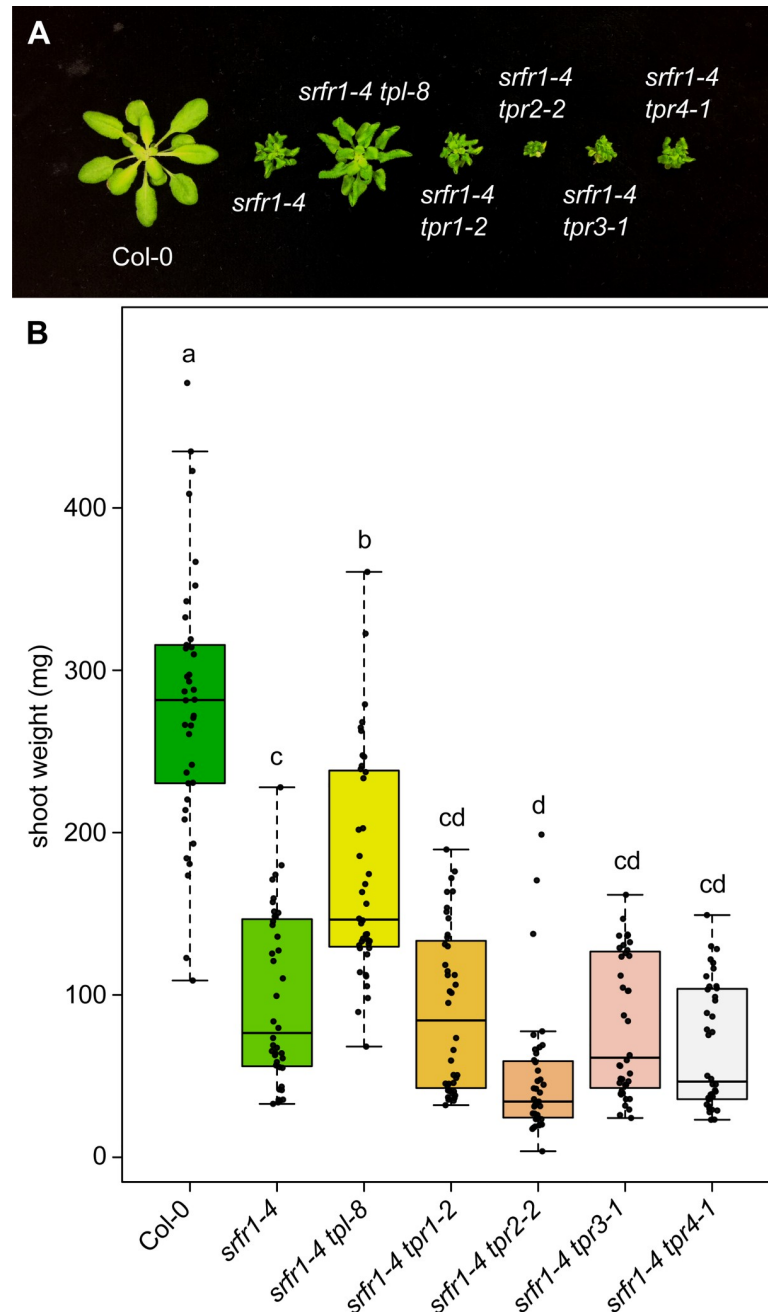 A
srfr1-4 tpl-8
srfr1-4
tpr2-2
srfr1-4
tpr4-1
srfr1-4
srfr1-4
tpr1-2
srfr1-4
tpr3-1
Col-0
B
a
b
c
cd
d
cd
cd
shoot weight (mg)
400
300
200
100
0
Col-0
srfr1-4
srfr1-4 tpl-8
srfr1-4 tpr1-2
srfr1-4 tpr2-2
srfr1-4 tpr3-1
srfr1-4 tpr4-1